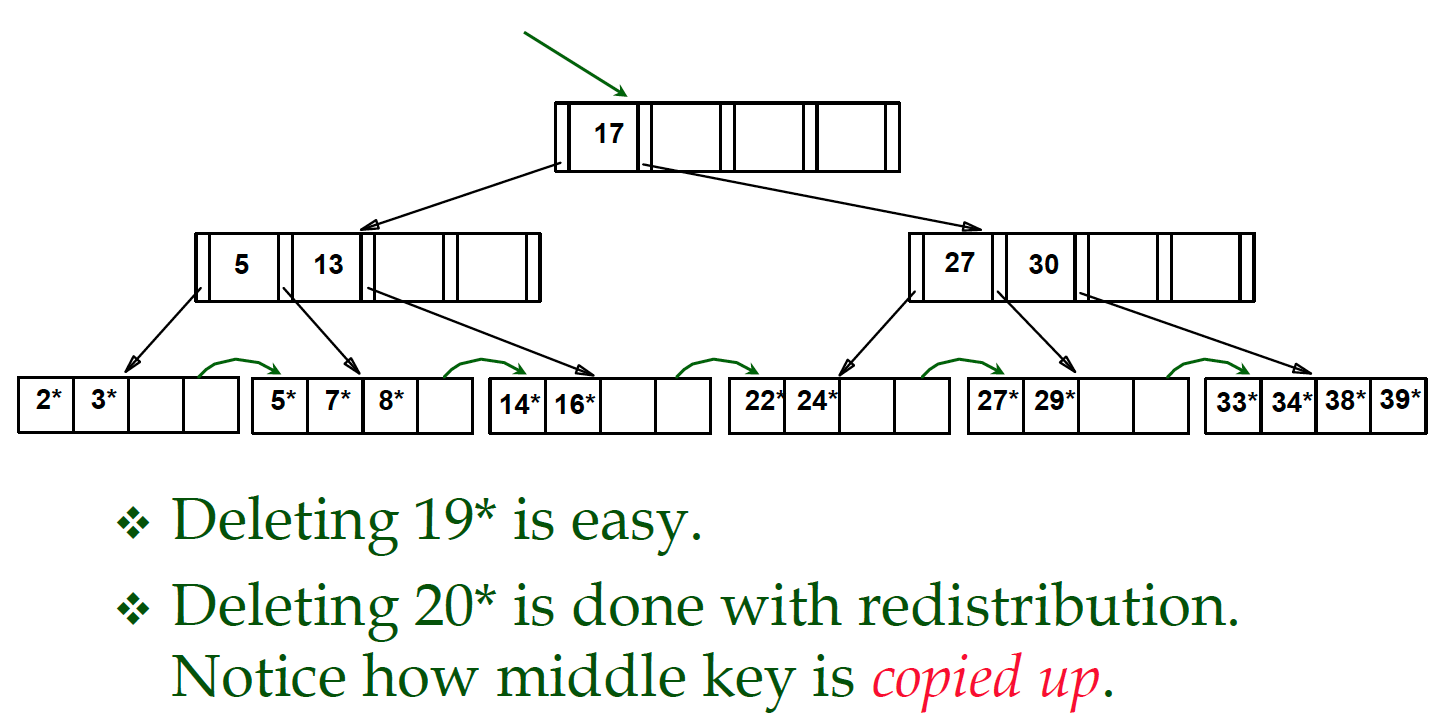 17
5 13 27 30
2* 3* 5* 7* 8* 14* 16* 22* 24* 27* 29* 33* 34* 38* 39*
❖ Deleting 19* is easy.
❖ Deleting 20* is done with redistribution.
Notice how middle key is copied up.